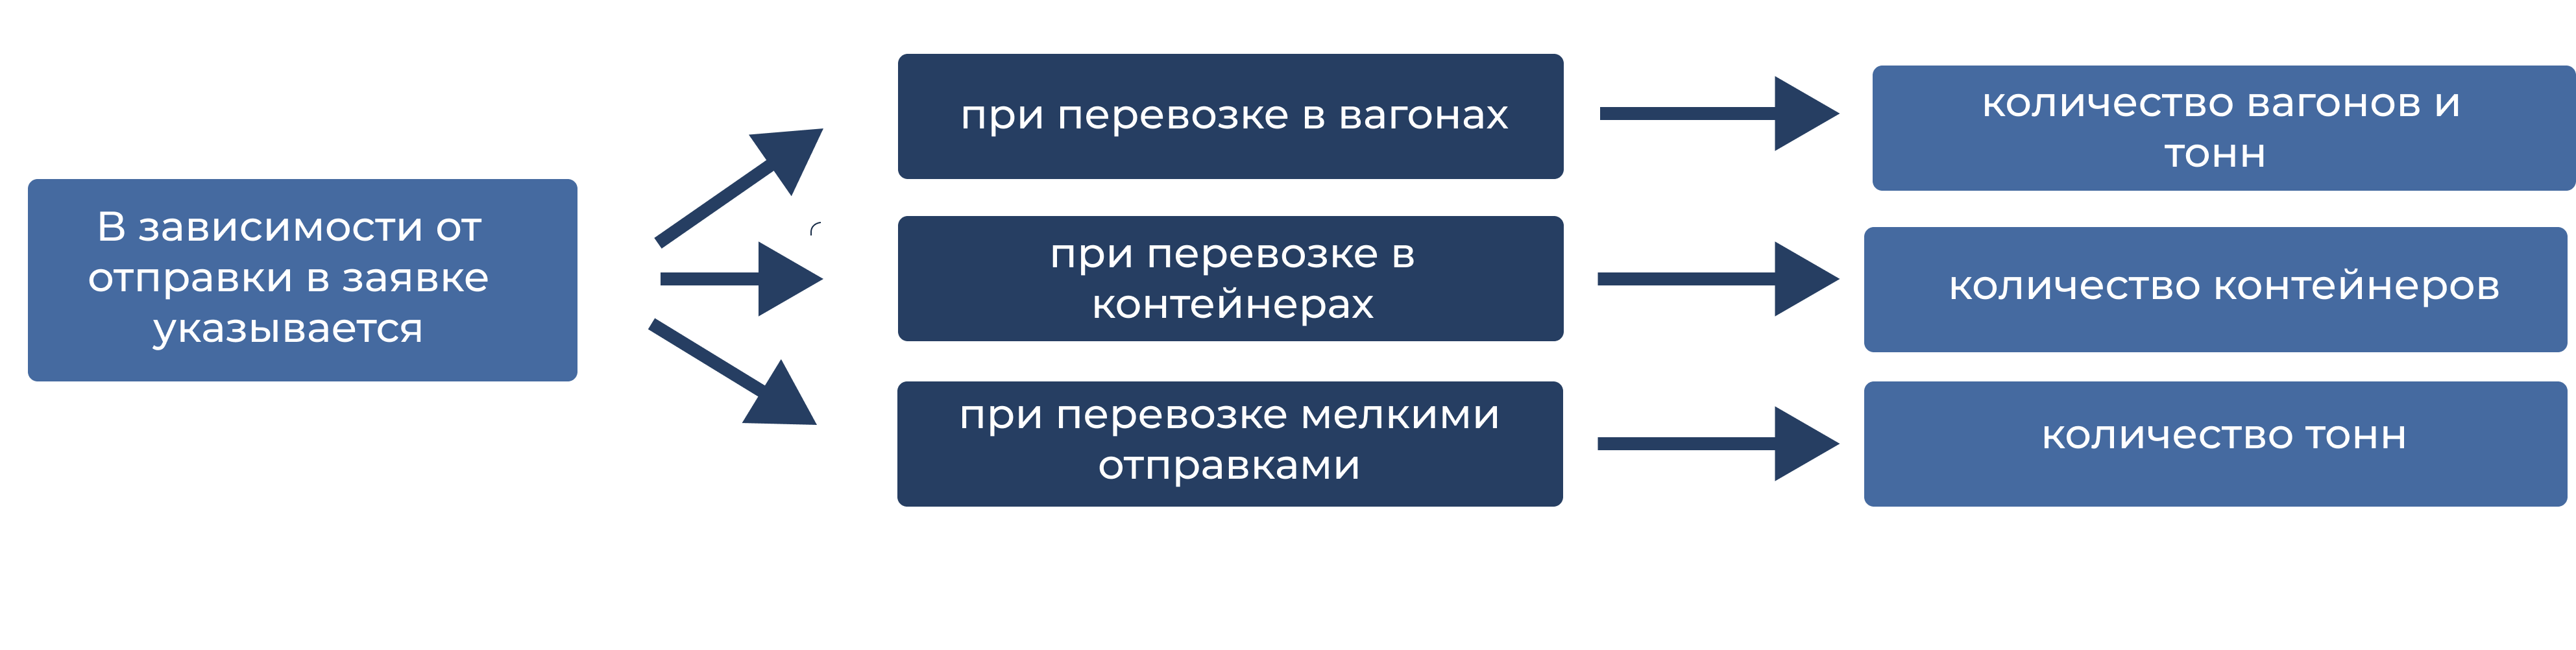 В зависимости от
отправки в заявке
указывается
при перевозке в вагонах
количество вагонов и
тонн
при перевозке в
контейнерах
количество контейнеров
при перевозке мелкими
отправками
количество тонн